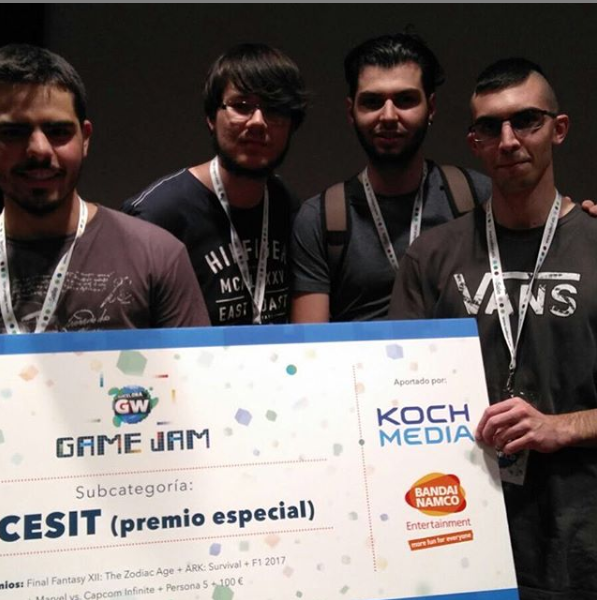 HILFIGER
MCMLXXXV
EAST COAST
VANS
GW
GAME JAM
Subcategoría:
CESIT (premio especial)
mios: Final Fantasy XII: The Zodiac Age + ARK: Survival + F1 2017
Marvel vs. Capcom Infinite + Persona 5 + 100 €
Aportado por:
KOCH
MEDIA
BANDAI
NAMCO
Entertainment
more fun for everyone